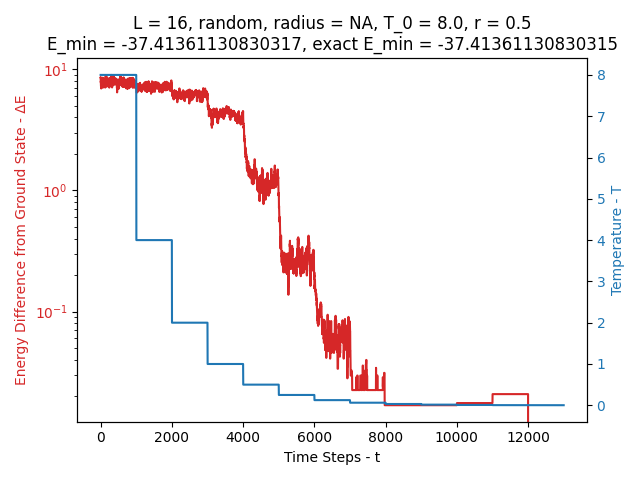 L = 16, random, radius = NA, T_0 = 8.0, r = 0.5
E_min = -37.41361130830317, exact E_min = -37.41361130830315
Energy Difference from Ground State - ΔE
10¹
10⁰
10⁻¹
8
7
6
5
4
3
2
1
0
Temperature - T
0 2000 4000 6000 8000 10000 12000
Time Steps - t